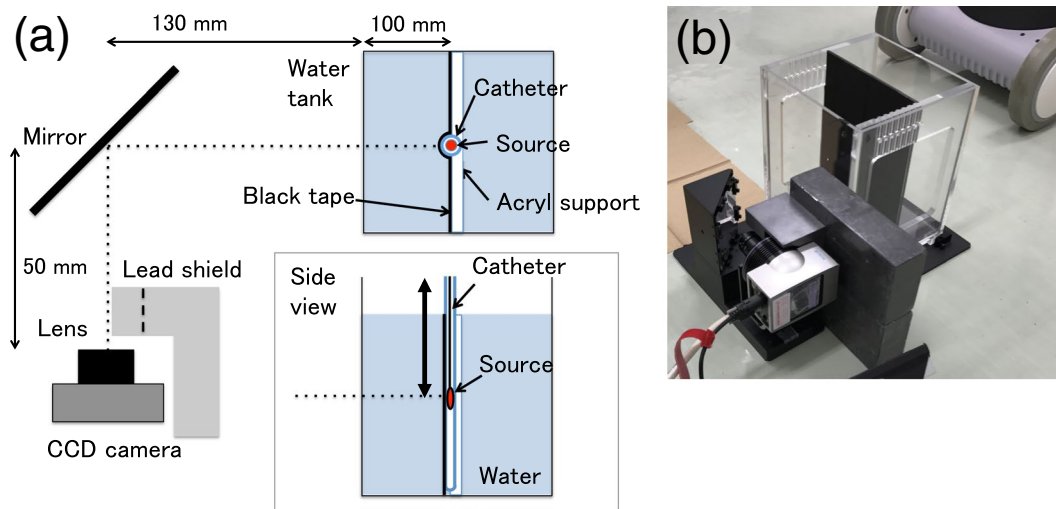 (a)
130 mm
100 mm
Water
tank
Catheter
Mirror
Source
Black tape
Acryl support
50 mm
Lead shield
Lens
CCD camera
Side
view
Catheter
Source
Water
(b)